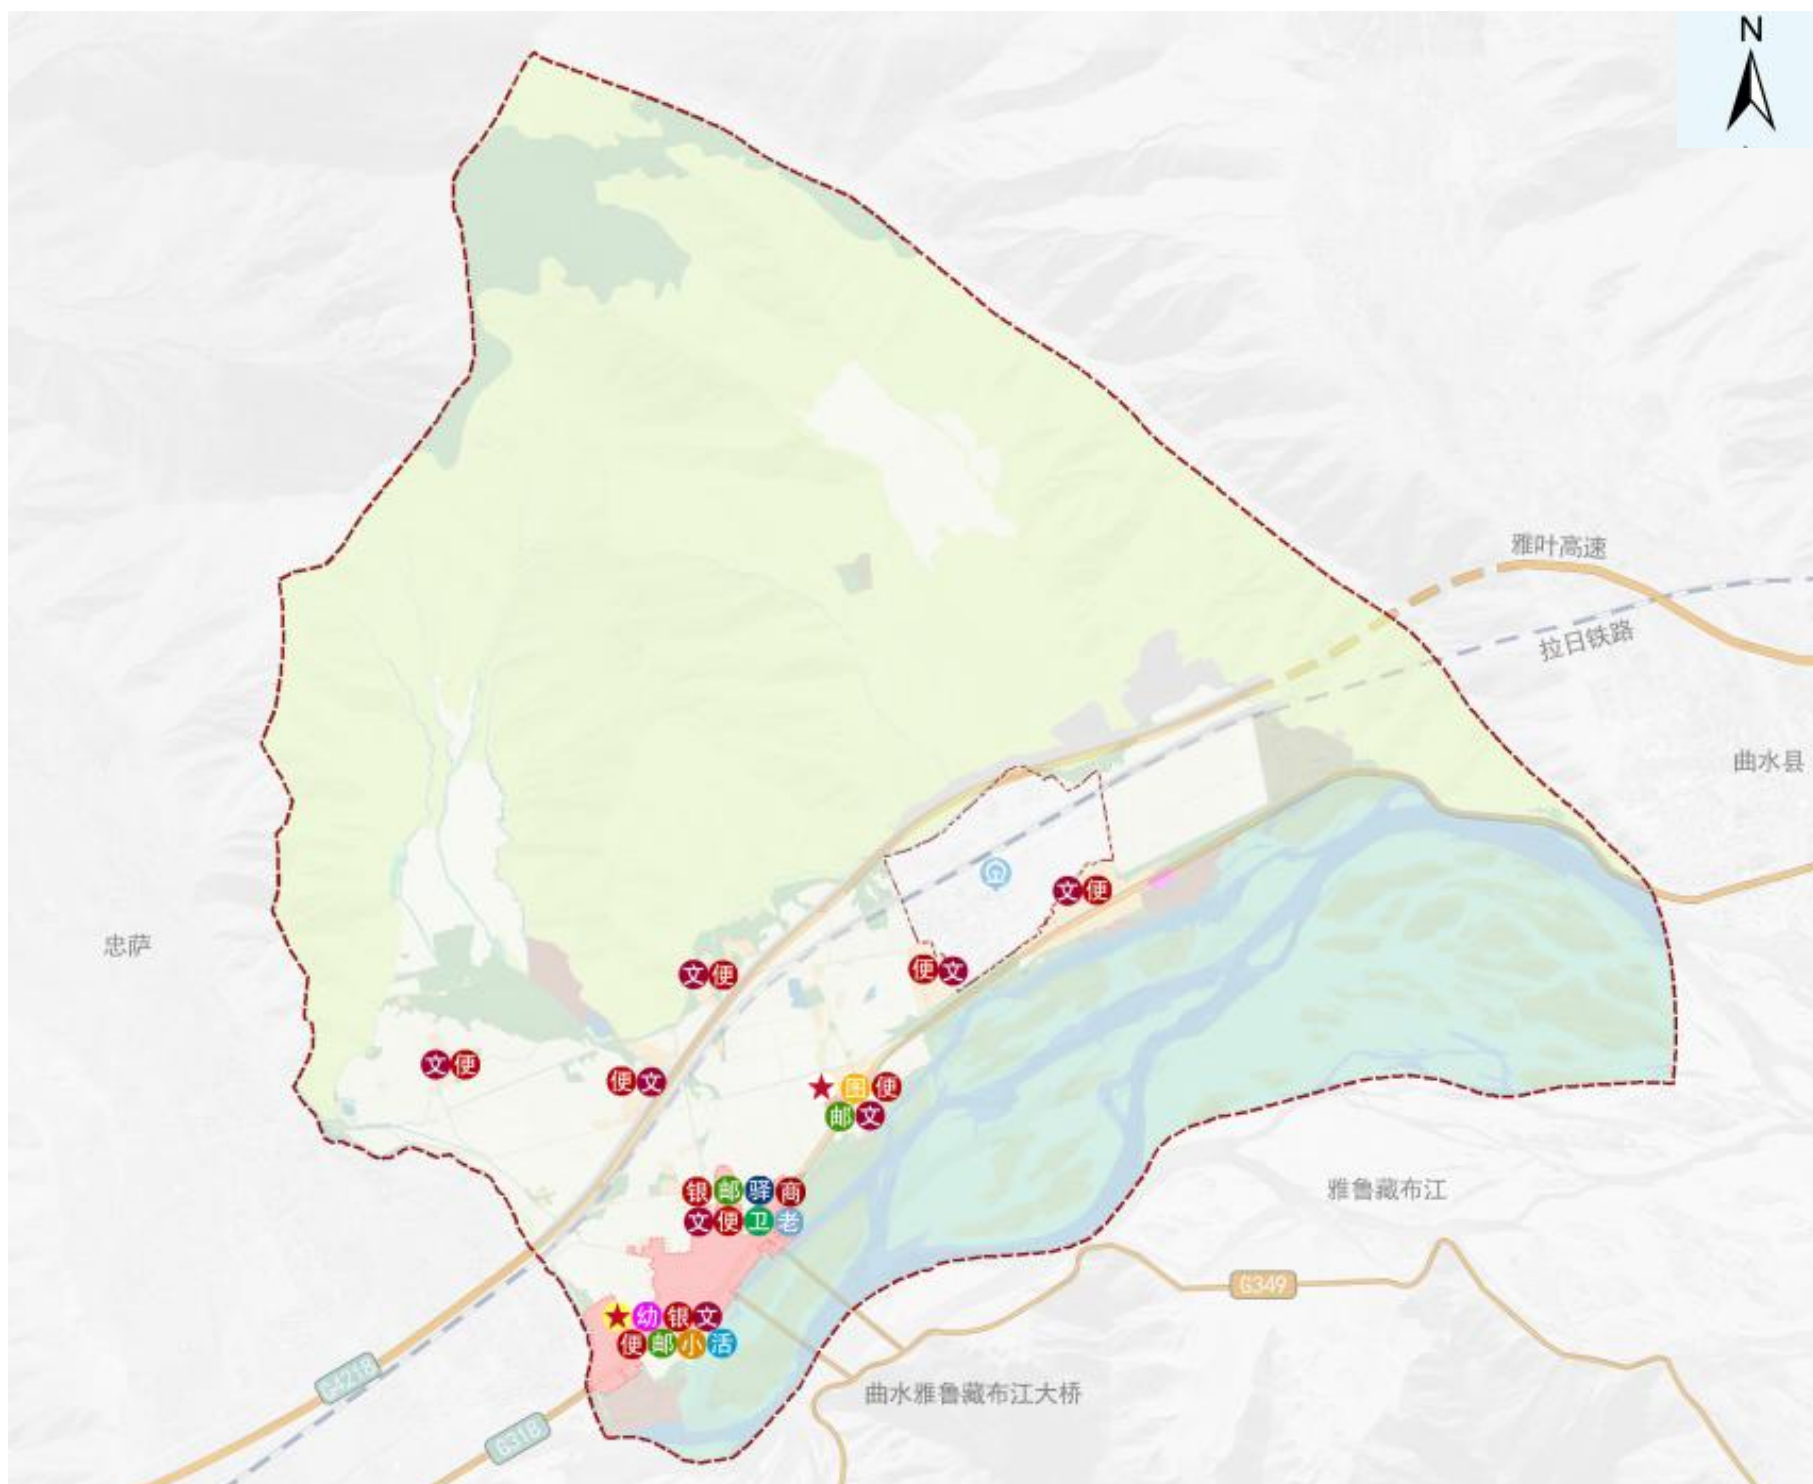 N
雅叶高速
拉日铁路
曲水县
文便
忠萨
文便
便文
文便
便文
图便
邮文
银邮驿商
文便卫老
雅鲁藏布江
G349
幼银文
便邮小活
G4218
曲水雅鲁藏布江大桥
G318